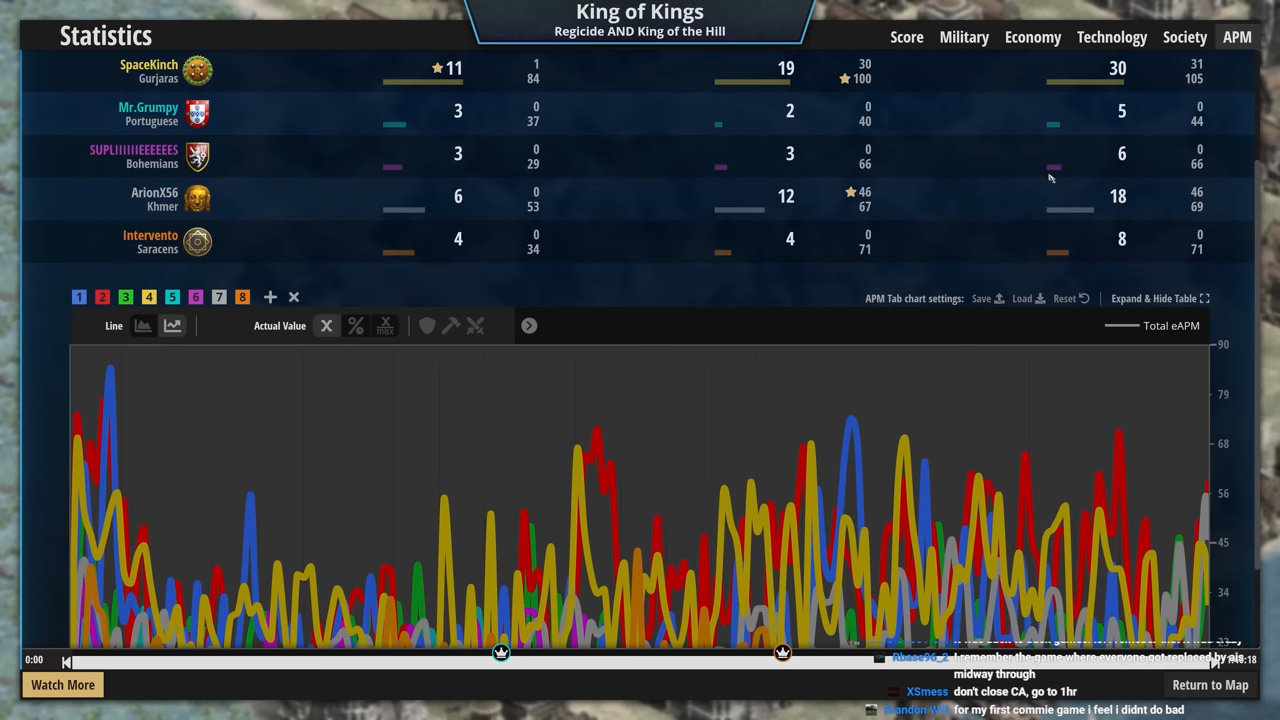 King of Kings
Regicide AND King of the Hill
Statistics
Score Military Economy Technology Society APM
SpaceKinch 11 1 19 30 30 31
Gurjaras 84 100 105
Mr.Grumpy 3 0 2 0 5 0
Portuguese 37 40 44
SUPLIIIIIIEEEEES 3 0 3 0 6 0
Bohemians 29 66 66
ArionX56 6 0 12 46 18 46
Khmer 53 67 69
Intervento 4 0 4 0 8 0
Saracens 34 71 71
1 2 3 4 5 6 7 8 APM Tab chart settings: Save Load Reset Expand & Hide Table
Line Actual Value X % X/max Total eAPM
90
79
68
56
45
34
23
0:00
Rbase96_2 I remember the game where everyone got replaced by ais
midway through
Watch More
XSmess don't close CA, go to 1hr
Return to Map
for my first commie game i feel i didnt do bad